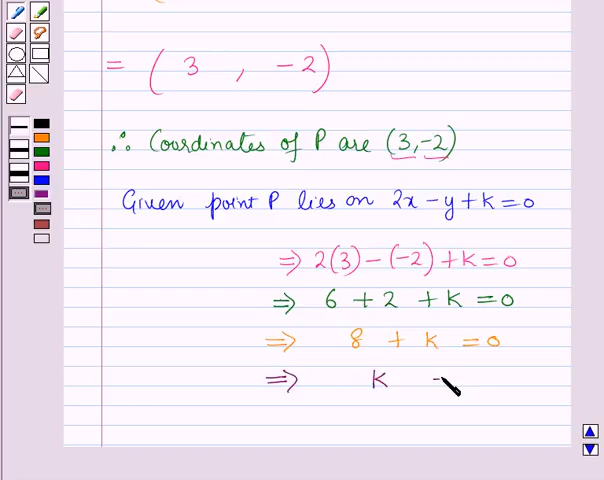 = ( 3 , -2)
∴ Coordinates of P are (3,-2)
Given point P lies on 2x - y + k = 0
⇒ 2(3) - (-2) + k = 0
⇒ 6 + 2 + k = 0
⇒ 8 + k = 0
⇒ k